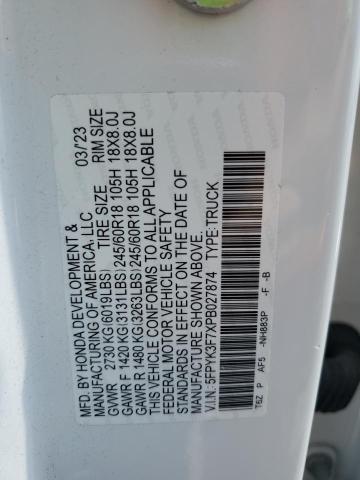 MFD. BY HONDA DEVELOPMENT & 03/'23
MANUFACTURING OF AMERICA, LLC
TIRE SIZE RIM SIZE
GVWR 2730 KG(6019LBS)
GAWR F 1420 KG(3131LBS) 245/60R18 105H 18X8.0J
GAWR R 1480 KG(3263LBS) 245/60R18 105H 18X8.0J
THIS VEHICLE CONFORMS TO ALL APPLICABLE
FEDERAL MOTOR VEHICLE SAFETY
STANDARDS IN EFFECT ON THE DATE OF
MANUFACTURE SHOWN ABOVE.
V.I.N.: 5FPYK3F7XPB027874 TYPE: TRUCK
T6Z P AF5 -NH883P -F -B
HONDA